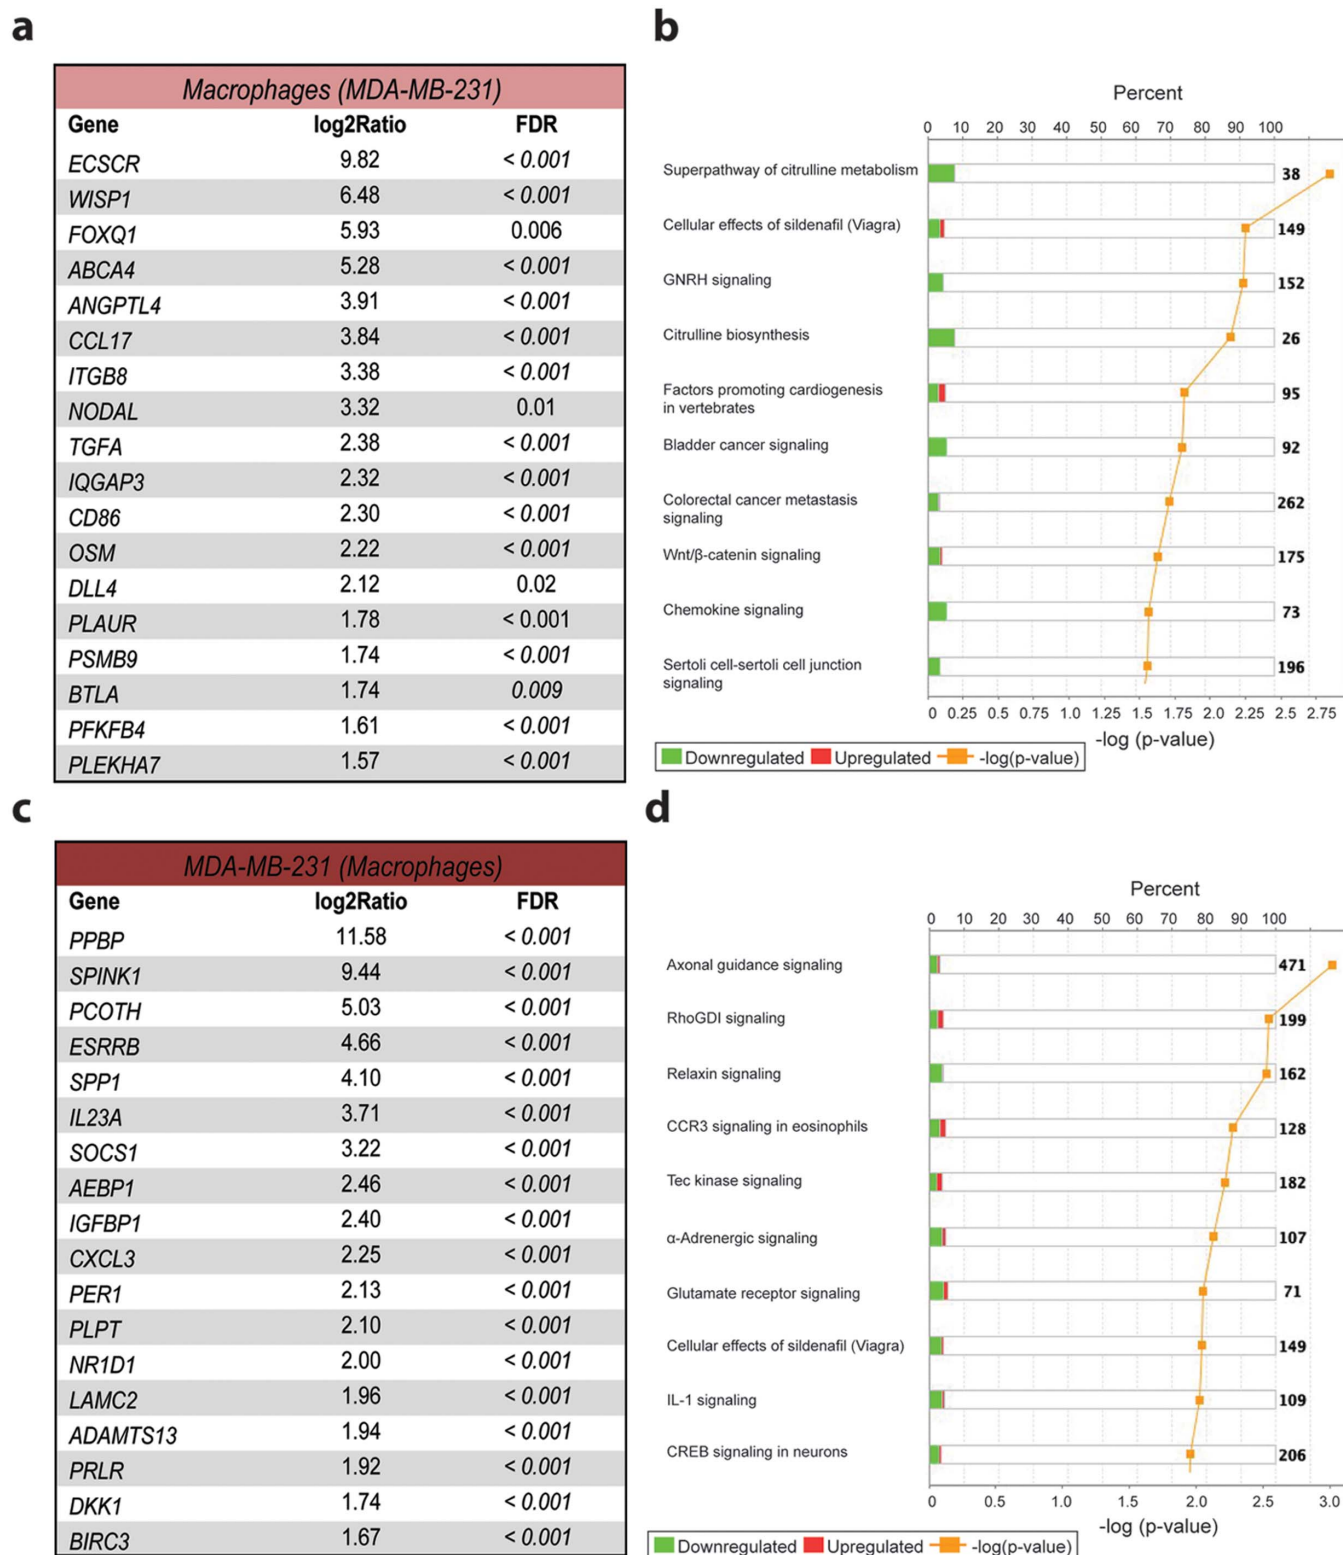 a
Macrophages (MDA-MB-231)
Gene log2Ratio FDR
ECSCR 9.82 < 0.001
WISP1 6.48 < 0.001
FOXQ1 5.93 0.006
ABCA4 5.28 < 0.001
ANGPTL4 3.91 < 0.001
CCL17 3.84 < 0.001
ITGB8 3.38 < 0.001
NODAL 3.32 0.01
TGFA 2.38 < 0.001
IQGAP3 2.32 < 0.001
CD86 2.30 < 0.001
OSM 2.22 < 0.001
DLL4 2.12 0.02
PLAUR 1.78 < 0.001
PSMB9 1.74 < 0.001
BTLA 1.74 0.009
PFKFB4 1.61 < 0.001
PLEKHA7 1.57 < 0.001
b
Percent
0 10 20 30 40 50 60 70 80 90 100
Superpathway of citrulline metabolism 38
Cellular effects of sildenafil (Viagra) 149
GNRH signaling 152
Citrulline biosynthesis 26
Factors promoting cardiogenesis
in vertebrates 95
Bladder cancer signaling 92
Colorectal cancer metastasis
signaling 262
Wnt/β-catenin signaling 175
Chemokine signaling 73
Sertoli cell-sertoli cell junction
signaling 196
0 0.25 0.5 0.75 1.0 1.25 1.5 1.75 2.0 2.25 2.5 2.75
-log (p-value)
Downregulated Upregulated -log(p-value)
c
MDA-MB-231 (Macrophages)
Gene log2Ratio FDR
PPBP 11.58 < 0.001
SPINK1 9.44 < 0.001
PCOTH 5.03 < 0.001
ESRRB 4.66 < 0.001
SPP1 4.10 < 0.001
IL23A 3.71 < 0.001
SOCS1 3.22 < 0.001
AEBP1 2.46 < 0.001
IGFBP1 2.40 < 0.001
CXCL3 2.25 < 0.001
PER1 2.13 < 0.001
PLPT 2.10 < 0.001
NR1D1 2.00 < 0.001
LAMC2 1.96 < 0.001
ADAMTS13 1.94 < 0.001
PRLR 1.92 < 0.001
DKK1 1.74 < 0.001
BIRC3 1.67 < 0.001
d
Percent
0 10 20 30 40 50 60 70 80 90 100
Axonal guidance signaling 471
RhoGDI signaling 199
Relaxin signaling 162
CCR3 signaling in eosinophils 128
Tec kinase signaling 182
α-Adrenergic signaling 107
Glutamate receptor signaling 71
Cellular effects of sildenafil (Viagra) 149
IL-1 signaling 109
CREB signaling in neurons 206
0 0.5 1.0 1.5 2.0 2.5 3.0
-log (p-value)
Downregulated Upregulated -log(p-value)